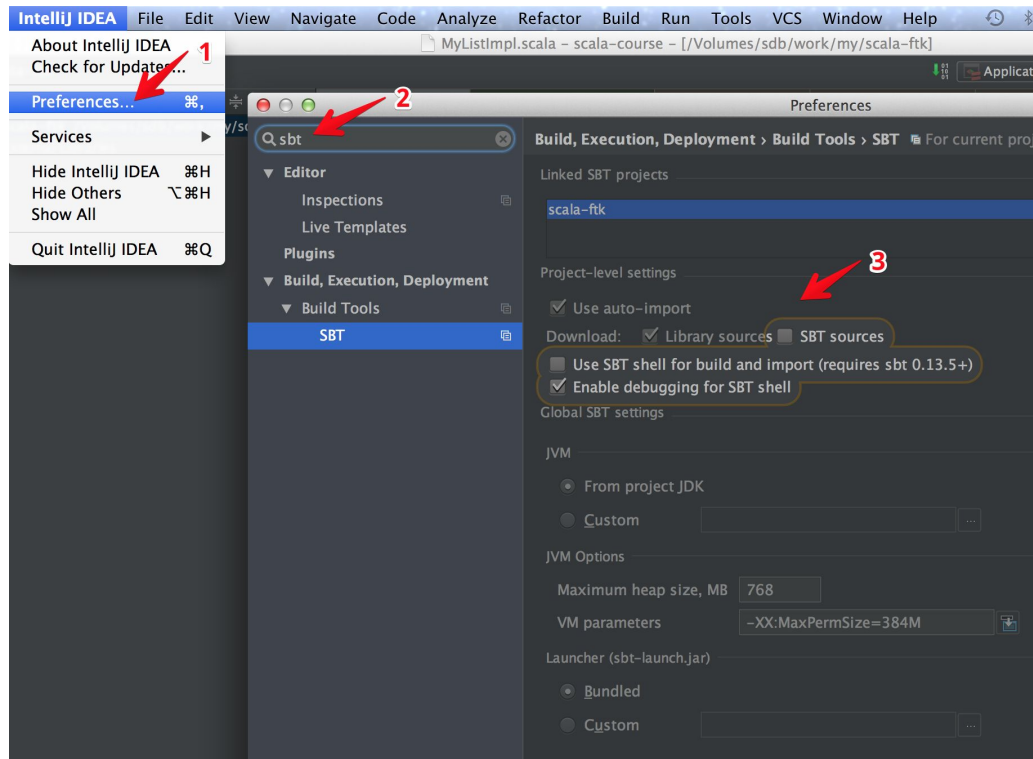 IntelliJ IDEA File Edit View Navigate Code Analyze Refactor Build Run Tools VCS Window Help
About IntelliJ IDEA
Check for Updates...
Preferences... ⌘,
Services
Hide IntelliJ IDEA ⌘H
Hide Others ⌥⌘H
Show All
Quit IntelliJ IDEA ⌘Q
1
MyListImpl.scala – scala-course – [/Volumes/sdb/work/my/scala-ftk]
Applicat
Preferences
2
sbt
Editor
Inspections
Live Templates
Plugins
Build, Execution, Deployment
Build Tools
SBT
Build, Execution, Deployment › Build Tools › SBT For current proj
Linked SBT projects
scala-ftk
3
Project-level settings
Use auto-import
Download: Library sources SBT sources
Use SBT shell for build and import (requires sbt 0.13.5+)
Enable debugging for SBT shell
Global SBT settings
JVM
From project JDK
Custom ...
JVM Options
Maximum heap size, MB 768
VM parameters -XX:MaxPermSize=384M
Launcher (sbt-launch.jar)
Bundled
Custom ...